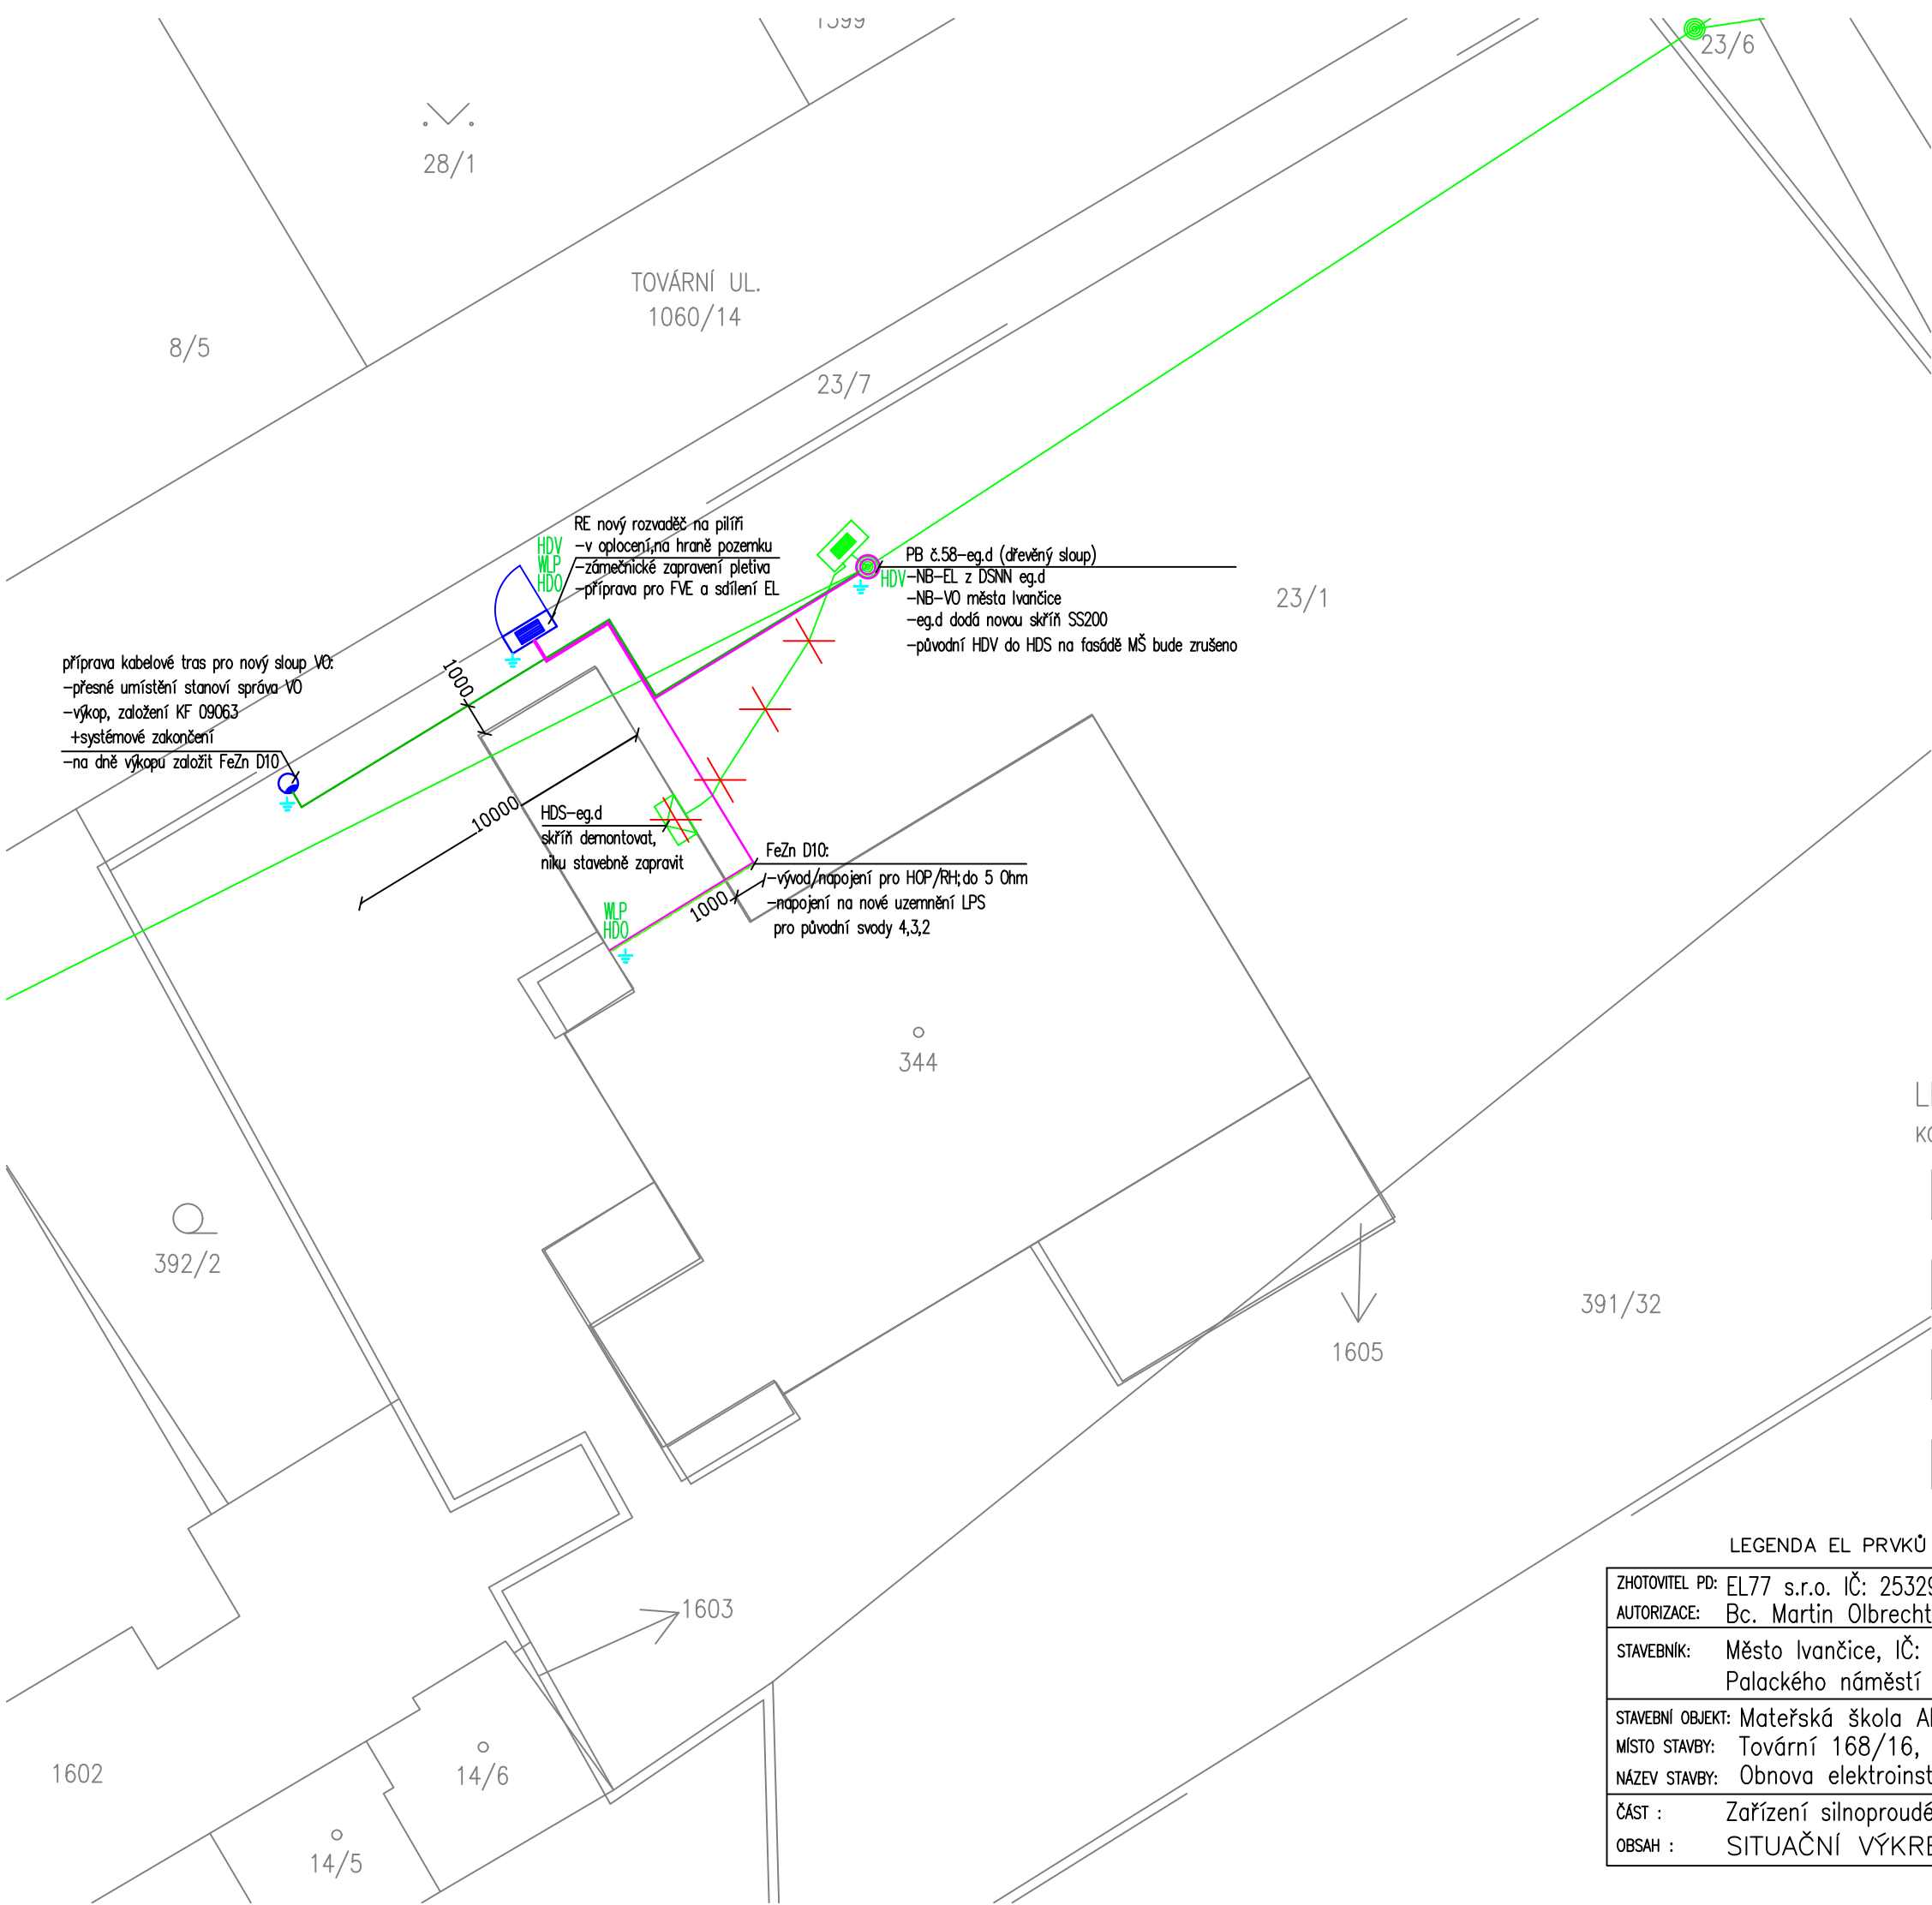 1399
23/6
28/1
TOVÁRNÍ UL.
1060/14
8/5
23/7
RE nový rozvaděč na pilíři
-v oplocení,na hraně pozemku
-zámečnické zapravení pletiva
-příprava pro FVE a sdílení EL
HDV
WLP
HDO
PB č.58-eg.d (dřevěný sloup)
HDV
-NB-EL z DSNN eg.d
-NB-VO města Ivančice
-eg.d dodá novou skříň SS200
-původní HDV do HDS na fasádě MŠ bude zrušeno
23/1
příprava kabelové tras pro nový sloup VO:
-přesné umístění stanoví správa VO
-výkop, založení KF 09063
+systémové zakončení
-na dně výkopu založit FeZn D10
1000
10000
HDS-eg.d
skříň demontovat,
niku stavebně zapravit
FeZn D10:
-vývod/napojení pro HOP/RH;do 5 Ohm
-napojení na nové uzemnění LPS
pro původní svody 4,3,2
1000
WLP
HDO
344
392/2
391/32
1605
1603
1602
14/6
14/5
LEGENDA EL PRVKŮ
ZHOTOVITEL PD: EL77 s.r.o. IČ: 25329
AUTORIZACE: Bc. Martin Olbrecht
STAVEBNÍK: Město Ivančice, IČ:
Palackého náměstí
STAVEBNÍ OBJEKT: Mateřská škola
MÍSTO STAVBY: Tovární 168/16,
NÁZEV STAVBY: Obnova elektroinst
ČÁST : Zařízení silnoproudé
OBSAH : SITUAČNÍ VÝKRE